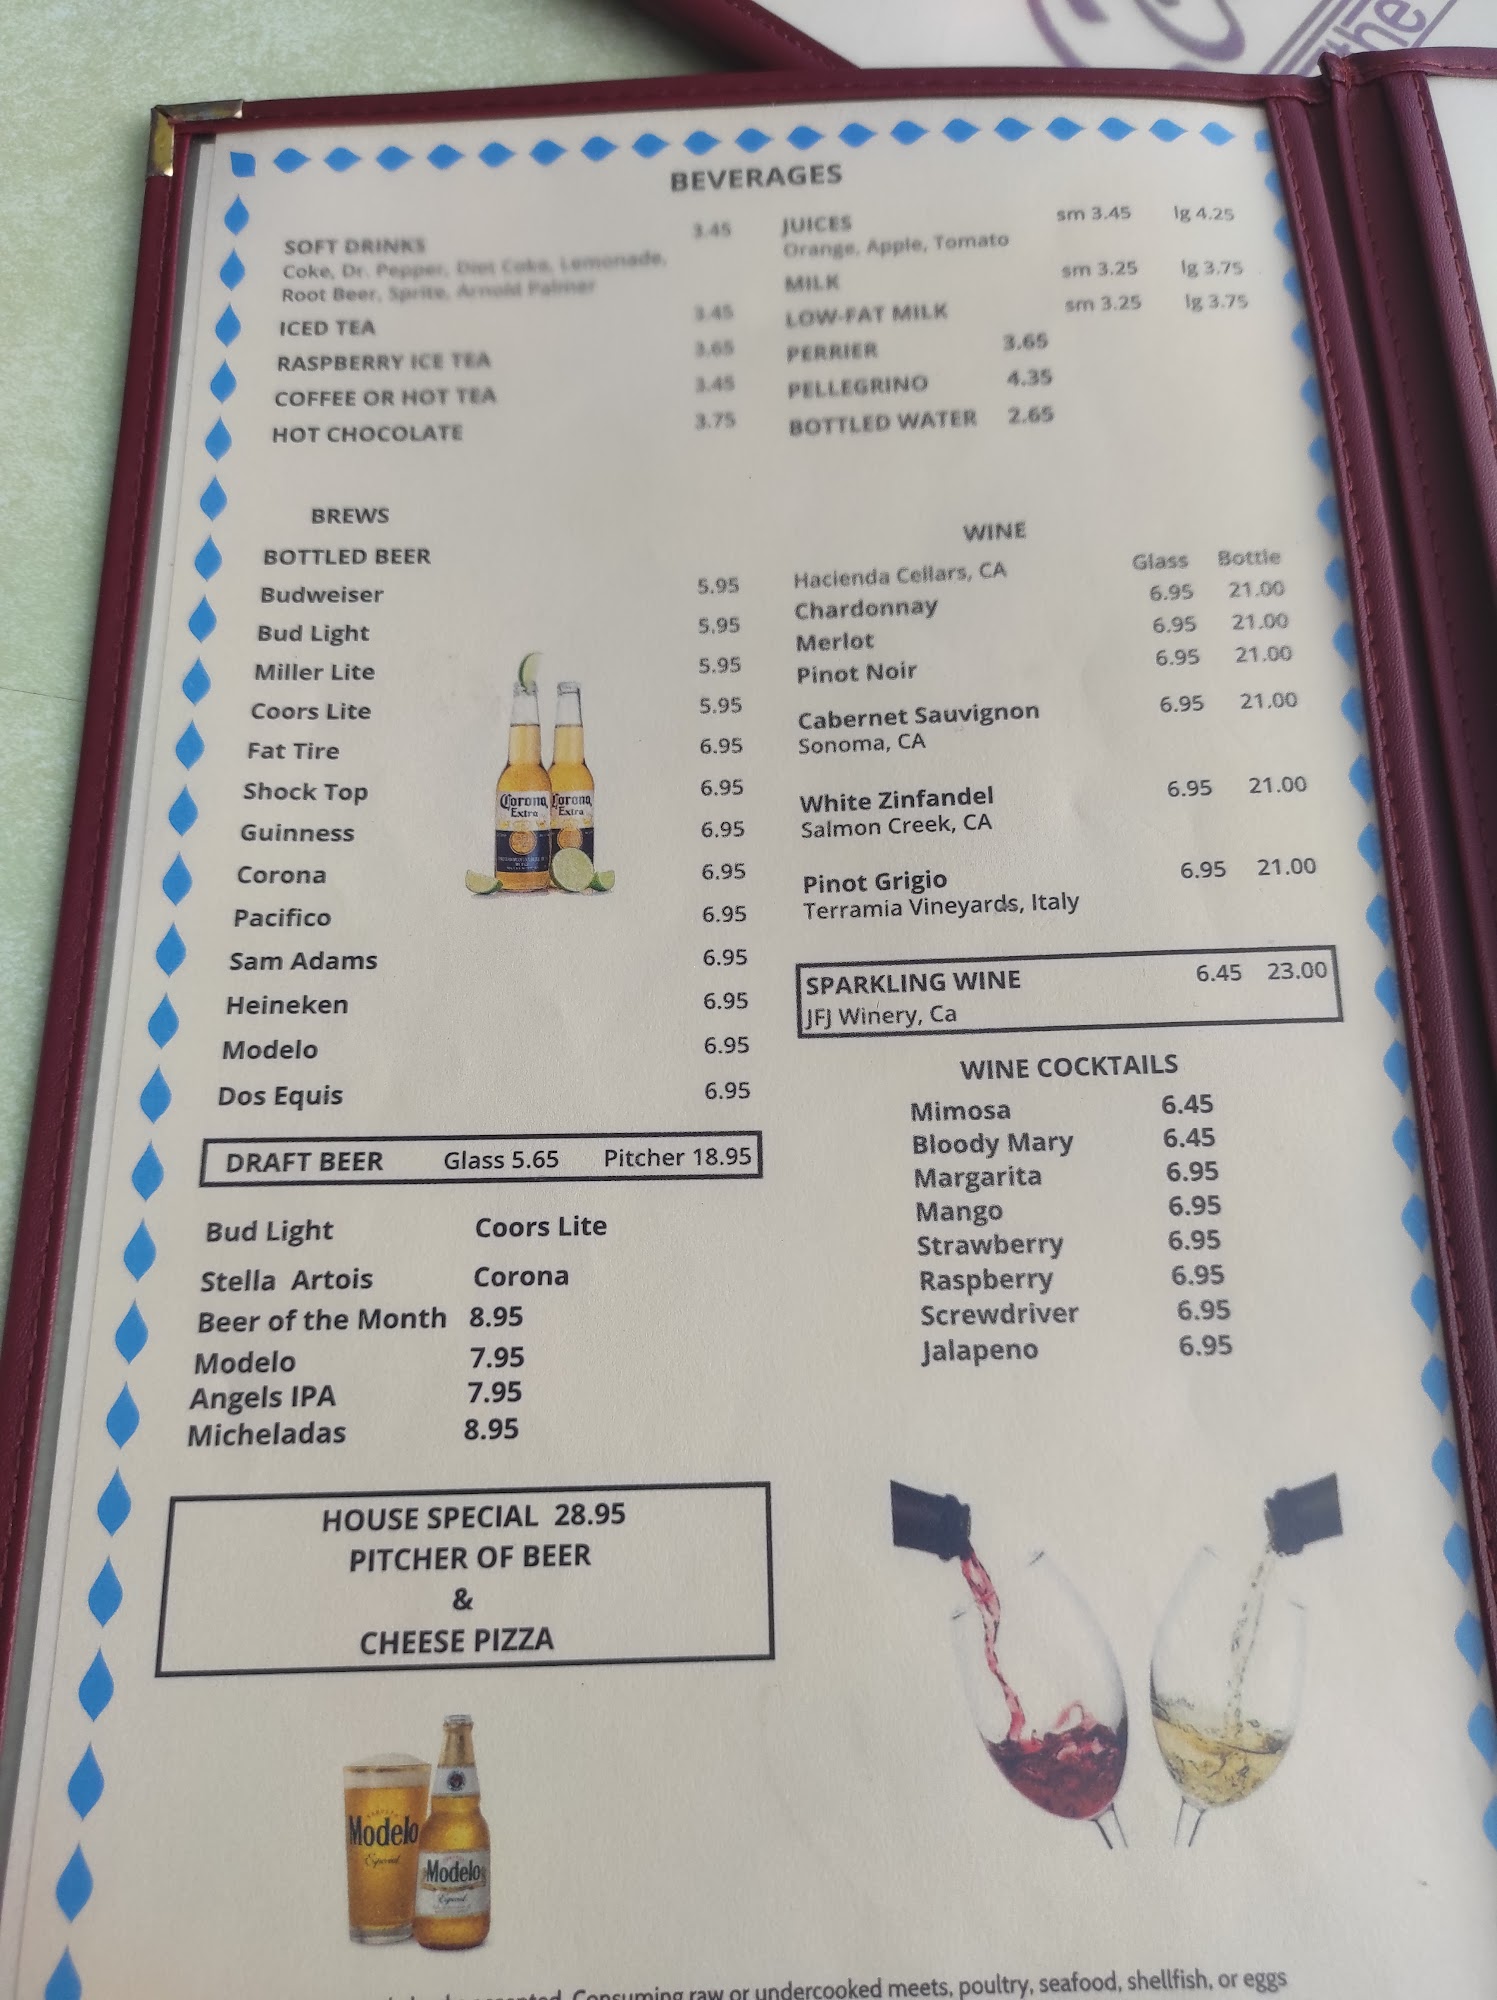 the
BEVERAGES
SOFT DRINKS 3.45
Coke, Dr. Pepper, Diet Coke, Lemonade,
Root Beer, Sprite, Arnold Palmer
ICED TEA 3.45
RASPBERRY ICE TEA 3.65
COFFEE OR HOT TEA 3.45
HOT CHOCOLATE 3.75
JUICES sm 3.45 lg 4.25
Orange, Apple, Tomato
MILK sm 3.25 lg 3.75
LOW-FAT MILK sm 3.25 lg 3.75
PERRIER 3.65
PELLEGRINO 4.35
BOTTLED WATER 2.65
BREWS
BOTTLED BEER
Budweiser 5.95
Bud Light 5.95
Miller Lite 5.95
Coors Lite 5.95
Fat Tire 6.95
Shock Top 6.95
Guinness 6.95
Corona 6.95
Pacifico 6.95
Sam Adams 6.95
Heineken 6.95
Modelo 6.95
Dos Equis 6.95
Corona Extra
Corona Extra
DRAFT BEER Glass 5.65 Pitcher 18.95
Bud Light Coors Lite
Stella Artois Corona
Beer of the Month 8.95
Modelo 7.95
Angels IPA 7.95
Micheladas 8.95
HOUSE SPECIAL 28.95
PITCHER OF BEER
&
CHEESE PIZZA
Modelo
Especial
Modelo
Especial
WINE
Glass Bottle
Hacienda Cellars, CA
Chardonnay 6.95 21.00
Merlot 6.95 21.00
Pinot Noir 6.95 21.00
Cabernet Sauvignon 6.95 21.00
Sonoma, CA
White Zinfandel 6.95 21.00
Salmon Creek, CA
Pinot Grigio 6.95 21.00
Terramia Vineyards, Italy
SPARKLING WINE 6.45 23.00
JFJ Winery, Ca
WINE COCKTAILS
Mimosa 6.45
Bloody Mary 6.45
Margarita 6.95
Mango 6.95
Strawberry 6.95
Raspberry 6.95
Screwdriver 6.95
Jalapeno 6.95
Consuming raw or undercooked meets, poultry, seafood, shellfish, or eggs